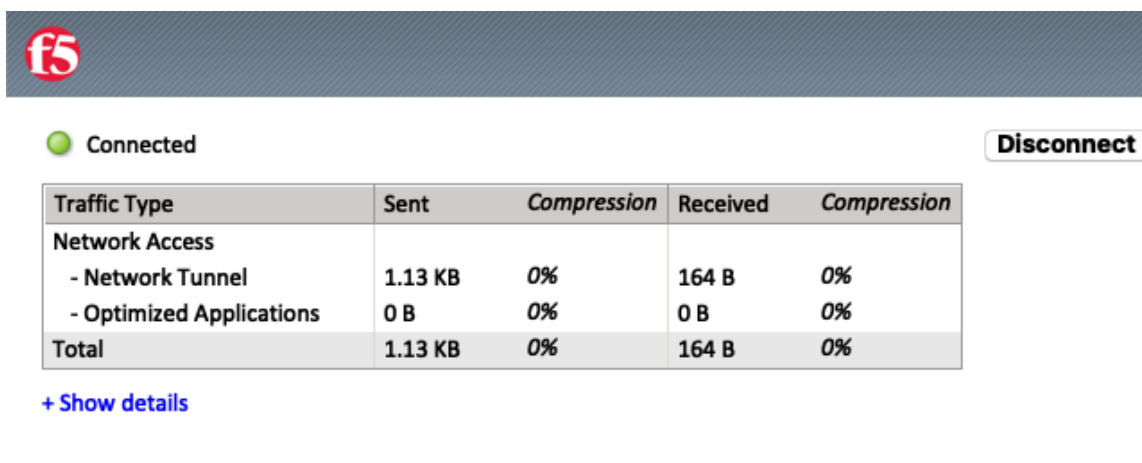 f5
Connected
Disconnect
Traffic Type Sent Compression Received Compression
Network Access
- Network Tunnel 1.13 KB 0% 164 B 0%
- Optimized Applications 0 B 0% 0 B 0%
Total 1.13 KB 0% 164 B 0%
+ Show details